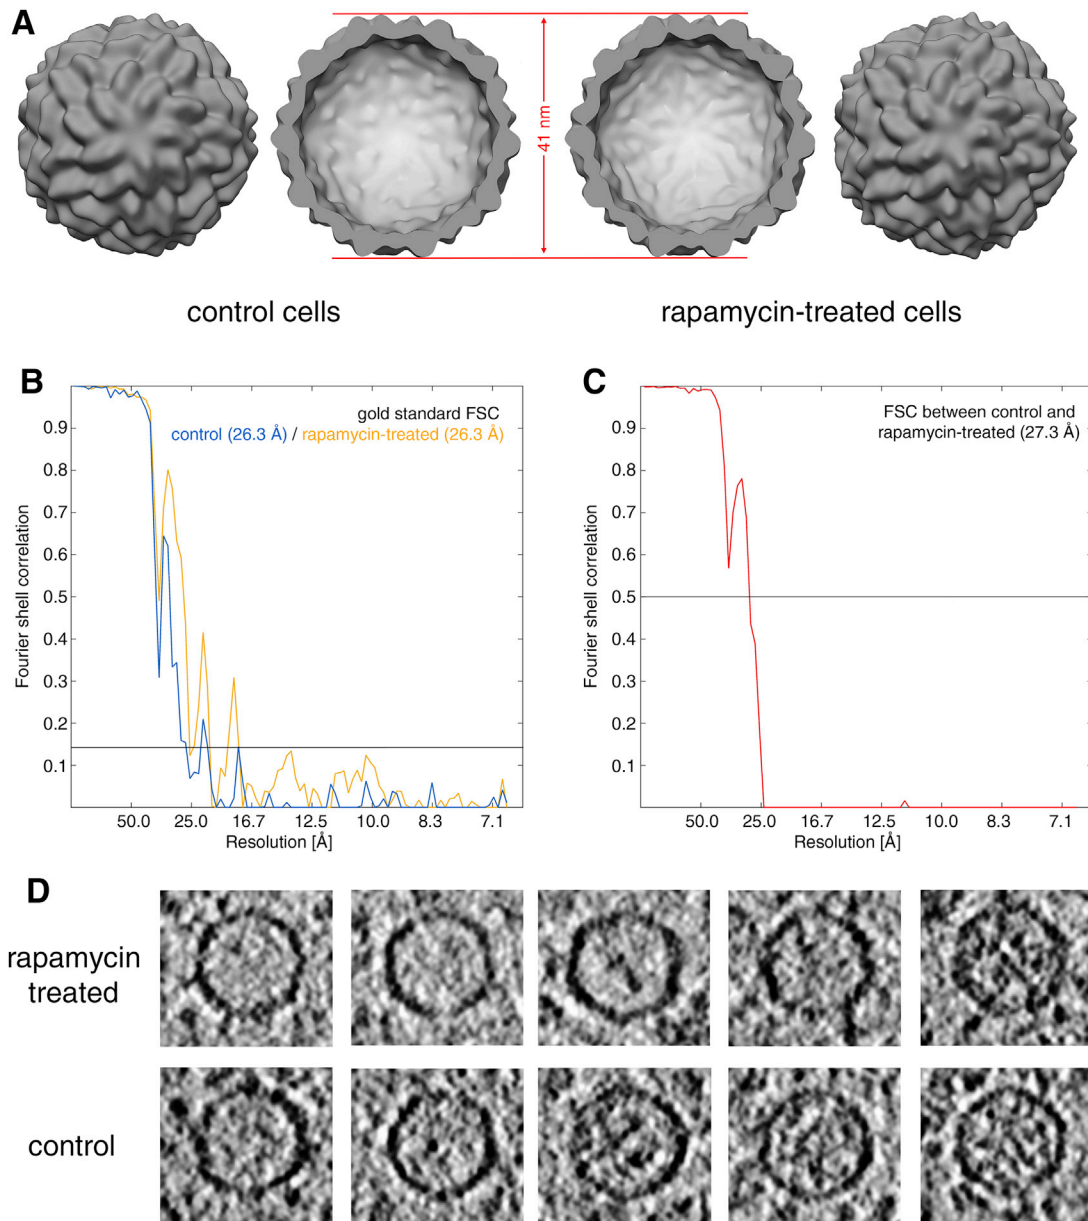 A
41 nm
control cells
rapamycin-treated cells
B
gold standard FSC
control (26.3 Å) / rapamycin-treated (26.3 Å)
Fourier shell correlation
0.9
0.8
0.7
0.6
0.5
0.4
0.3
0.2
0.1
50.0 25.0 16.7 12.5 10.0 8.3 7.1
Resolution [Å]
C
FSC between control and
rapamycin-treated (27.3 Å)
Fourier shell correlation
0.9
0.8
0.7
0.6
0.5
0.4
0.3
0.2
0.1
50.0 25.0 16.7 12.5 10.0 8.3 7.1
Resolution [Å]
D
rapamycin
treated
control